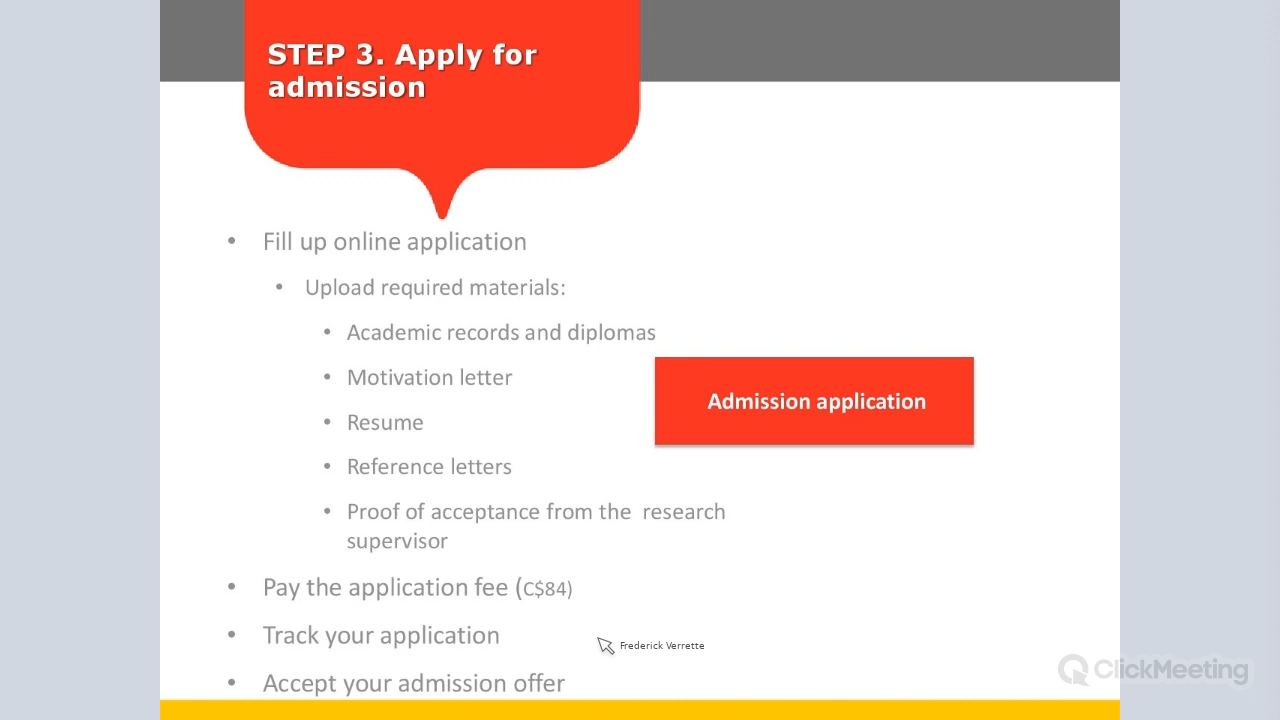 STEP 3. Apply for
admission
• Fill up online application
• Upload required materials:
• Academic records and diplomas
• Motivation letter
Admission application
• Resume
• Reference letters
• Proof of acceptance from the research
supervisor
• Pay the application fee (C$84)
• Track your application
Frederick Verrette
ClickMeeting
• Accept your admission offer